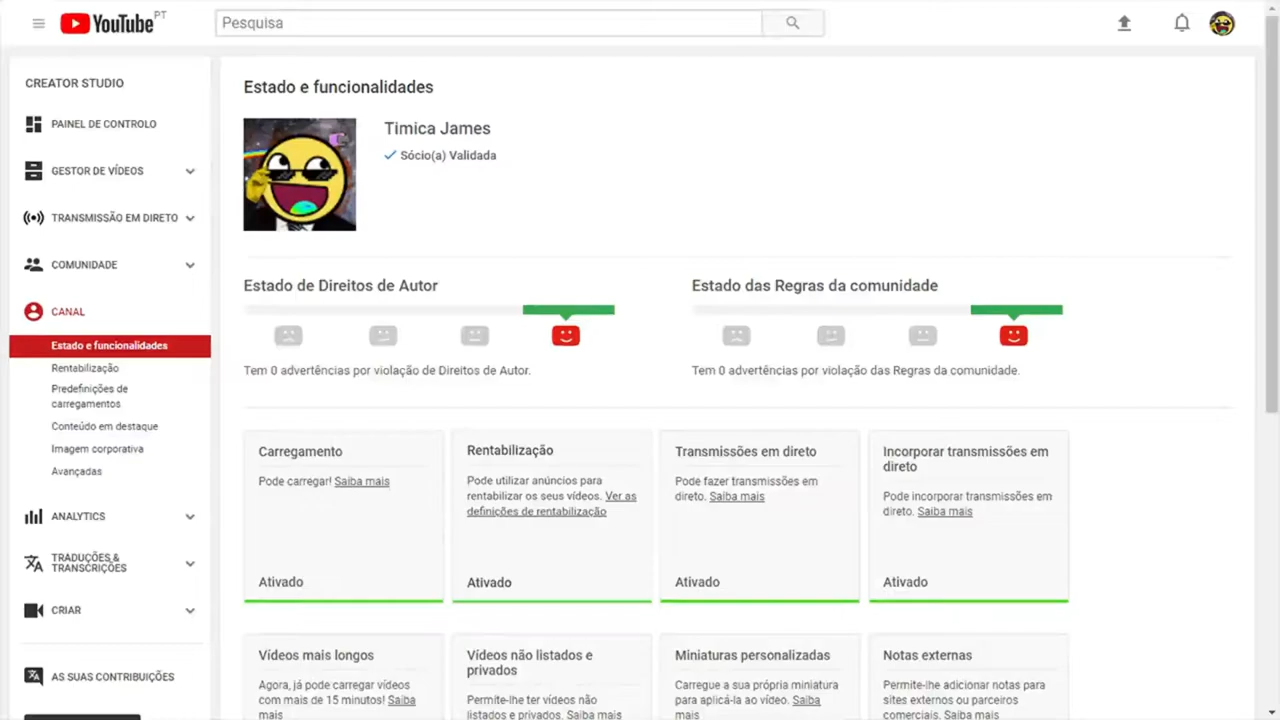 YouTube PT
Pesquisa
CREATOR STUDIO
PAINEL DE CONTROLO
GESTOR DE VÍDEOS
TRANSMISSÃO EM DIRETO
COMUNIDADE
CANAL
Estado e funcionalidades
Rentabilização
Predefinições de
carregamentos
Conteúdo em destaque
Imagem corporativa
Avançadas
ANALYTICS
TRADUÇÕES &
TRANSCRIÇÕES
CRIAR
AS SUAS CONTRIBUIÇÕES
Estado e funcionalidades
Timica James
Sócio(a) Validada
Estado de Direitos de Autor
Tem 0 advertências por violação de Direitos de Autor.
Estado das Regras da comunidade
Tem 0 advertências por violação das Regras da comunidade.
Carregamento
Pode carregar! Saiba mais
Ativado
Rentabilização
Pode utilizar anúncios para
rentabilizar os seus vídeos. Ver as
definições de rentabilização
Ativado
Transmissões em direto
Pode fazer transmissões em
direto. Saiba mais
Ativado
Incorporar transmissões em
direto
Pode incorporar transmissões em
direto. Saiba mais
Ativado
Vídeos mais longos
Agora, já pode carregar vídeos
com mais de 15 minutos! Saiba
mais
Vídeos não listados e
privados
Permite-lhe ter vídeos não
listados e privados. Saiba mais
Miniaturas personalizadas
Carregue a sua própria miniatura
para aplicá-la ao vídeo. Saiba
mais
Notas externas
Permite-lhe adicionar notas para
sites externos ou parceiros
comerciais. Saiba mais